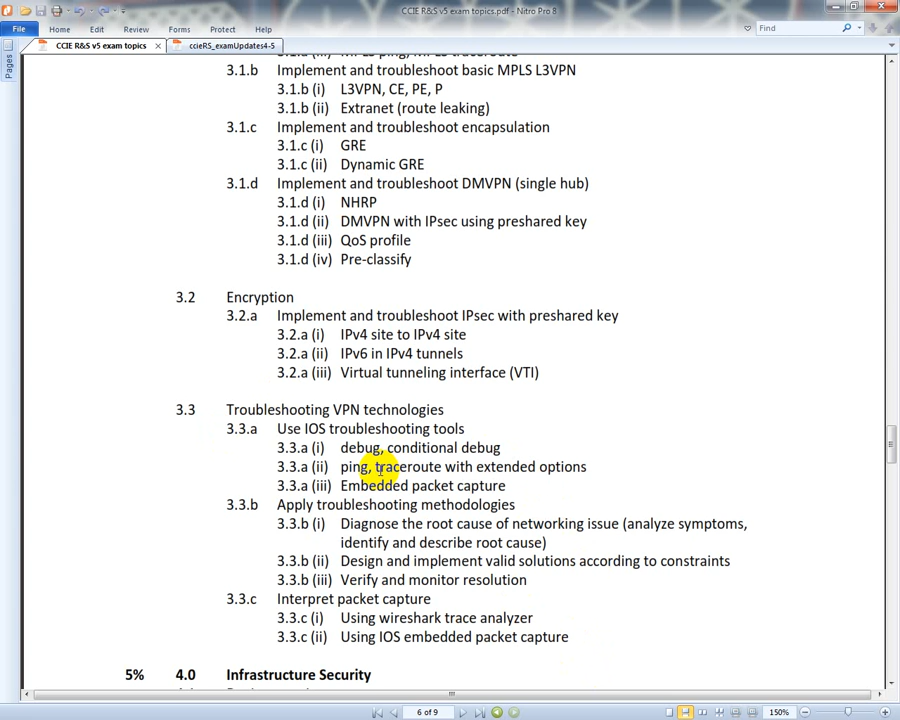 CCIE R&S v5 exam topics.pdf - Nitro Pro 8
File Home Edit Review Forms Protect Help Find
CCIE R&S v5 exam topics ccieRS_examUpdates4-5
Pages
3.1.b Implement and troubleshoot basic MPLS L3VPN
3.1.b (i) L3VPN, CE, PE, P
3.1.b (ii) Extranet (route leaking)
3.1.c Implement and troubleshoot encapsulation
3.1.c (i) GRE
3.1.c (ii) Dynamic GRE
3.1.d Implement and troubleshoot DMVPN (single hub)
3.1.d (i) NHRP
3.1.d (ii) DMVPN with IPsec using preshared key
3.1.d (iii) QoS profile
3.1.d (iv) Pre-classify
3.2 Encryption
3.2.a Implement and troubleshoot IPsec with preshared key
3.2.a (i) IPv4 site to IPv4 site
3.2.a (ii) IPv6 in IPv4 tunnels
3.2.a (iii) Virtual tunneling interface (VTI)
3.3 Troubleshooting VPN technologies
3.3.a Use IOS troubleshooting tools
3.3.a (i) debug, conditional debug
3.3.a (ii) ping, traceroute with extended options
3.3.a (iii) Embedded packet capture
3.3.b Apply troubleshooting methodologies
3.3.b (i) Diagnose the root cause of networking issue (analyze symptoms,
identify and describe root cause)
3.3.b (ii) Design and implement valid solutions according to constraints
3.3.b (iii) Verify and monitor resolution
3.3.c Interpret packet capture
3.3.c (i) Using wireshark trace analyzer
3.3.c (ii) Using IOS embedded packet capture
5% 4.0 Infrastructure Security
6 of 9 150%